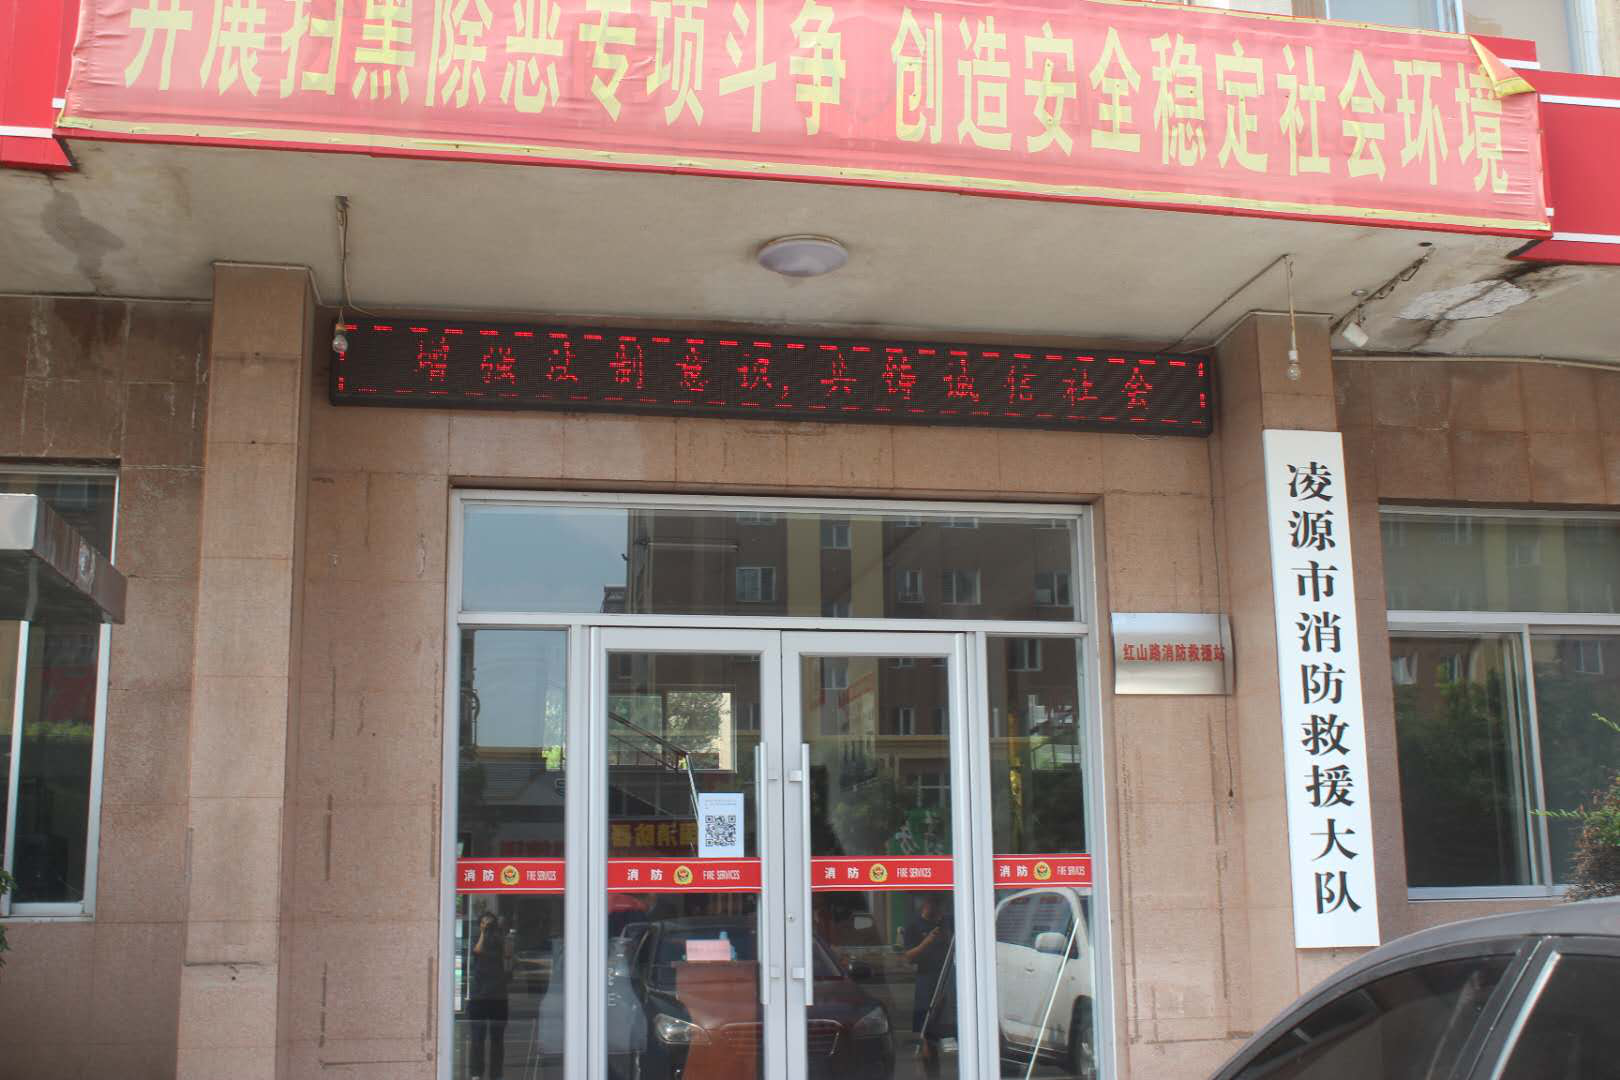 开展扫黑除恶专项斗争 创造安全稳定社会环境
增强法制意识，共铸诚信社会
凌源市消防救援大队
红山路消防救援站
消防 FIRE SERVICES
消防 FIRE SERVICES
消防 FIRE SERVICES
消防 FIRE SERVICES